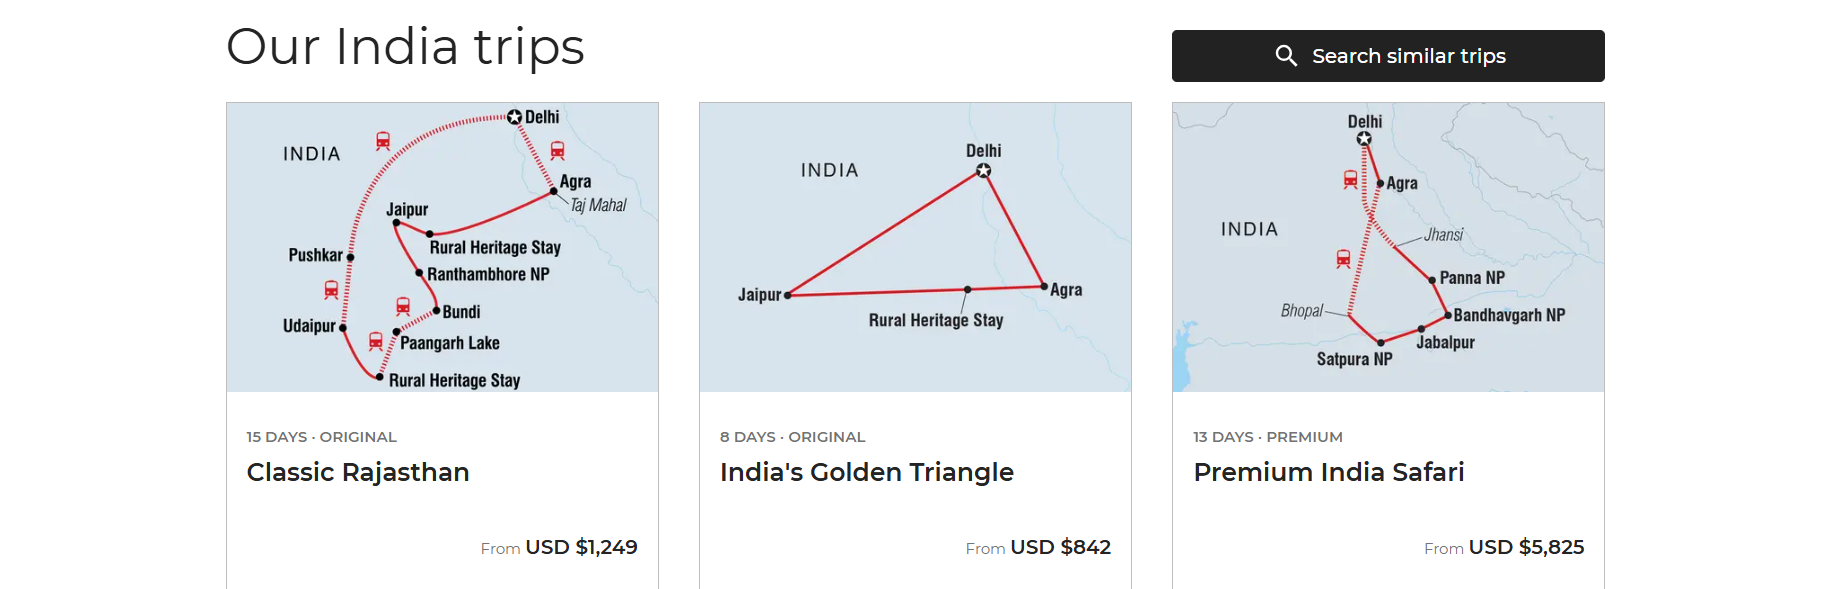 Our India trips
Search similar trips
Delhi
INDIA
Agra
Taj Mahal
Jaipur
Rural Heritage Stay
Pushkar
Ranthambhore NP
Bundi
Udaipur
Paangarh Lake
Rural Heritage Stay
15 DAYS · ORIGINAL
Classic Rajasthan
From USD $1,249
Delhi
INDIA
Jaipur
Agra
Rural Heritage Stay
8 DAYS · ORIGINAL
India's Golden Triangle
From USD $842
Delhi
Agra
INDIA
Jhansi
Panna NP
Bhopal
Bandhavgarh NP
Jabalpur
Satpura NP
13 DAYS · PREMIUM
Premium India Safari
From USD $5,825